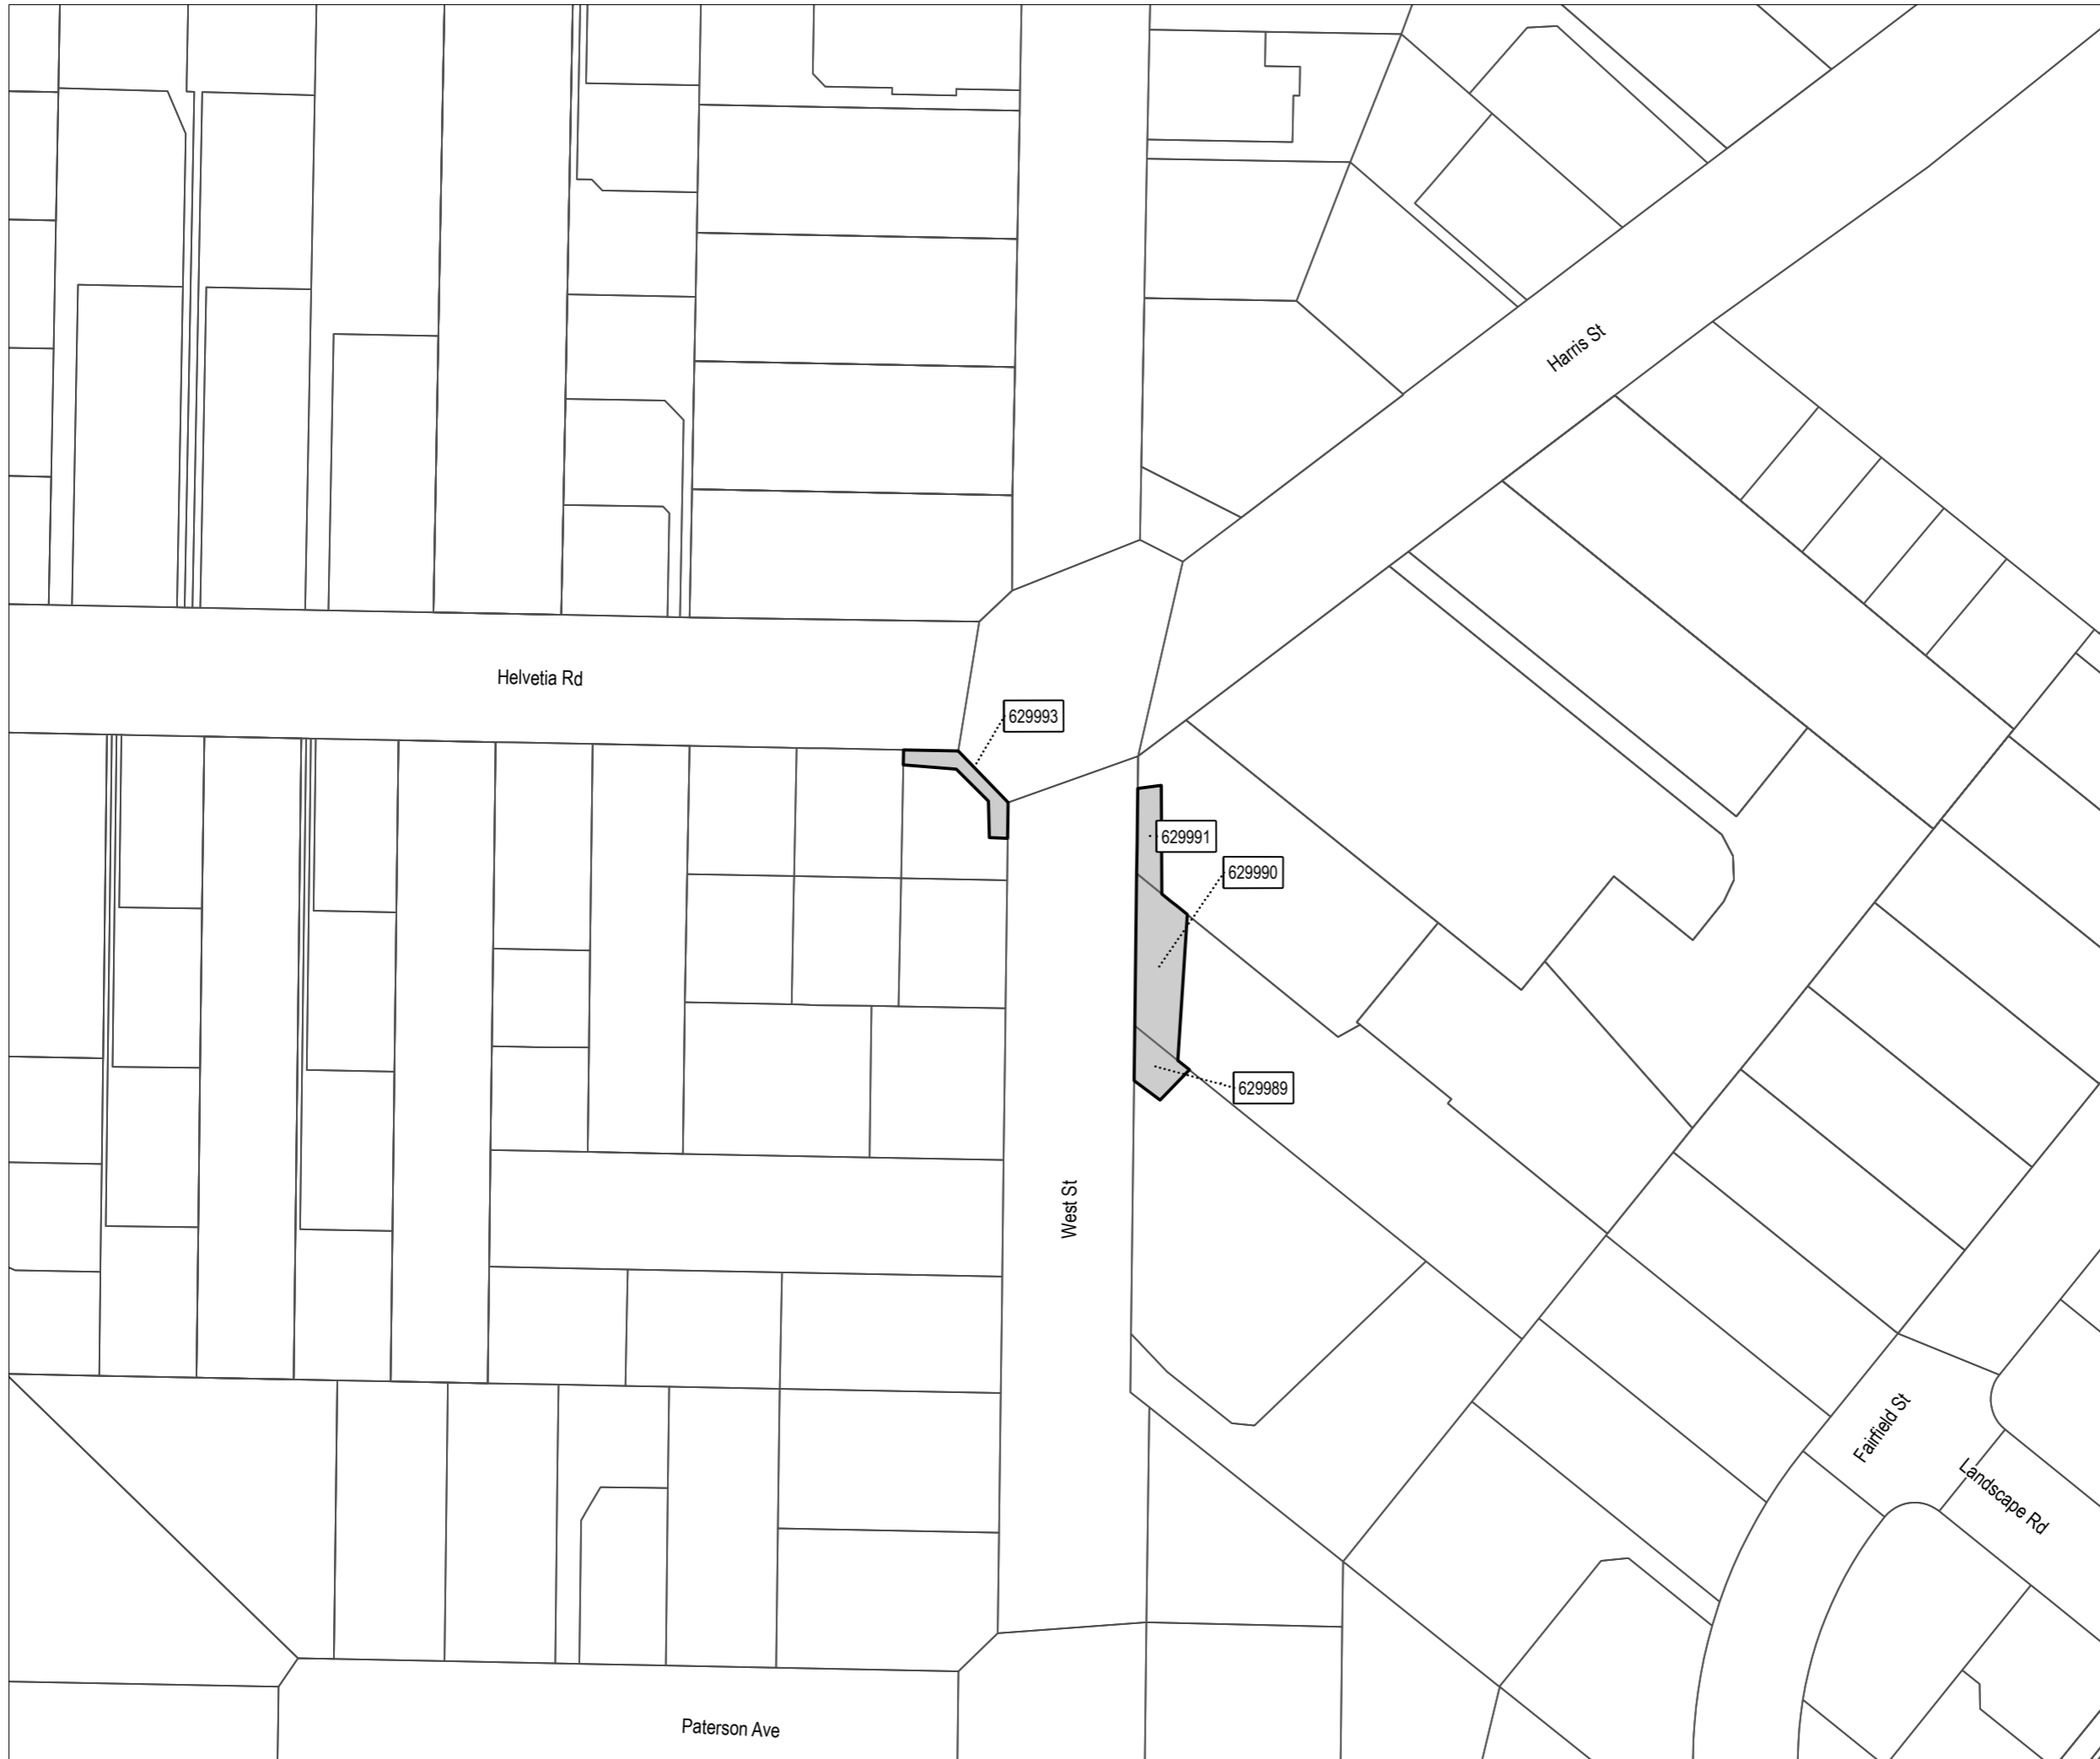 Harris St
Helvetia Rd
629993
629991
629990
629989
West St
Fairfield St
Landscape Rd
Paterson Ave